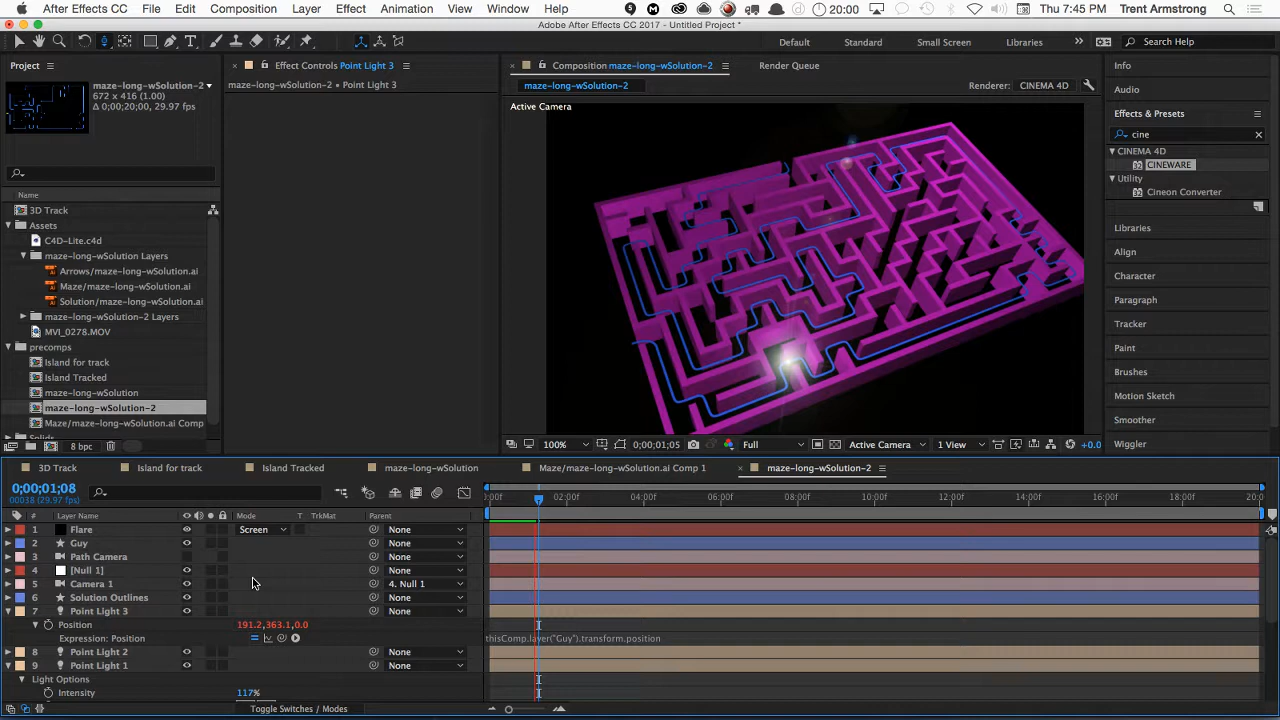 After Effects CC File Edit Composition Layer Effect Animation View Window Help 5 20:00 Thu 7:45 PM Trent Armstrong
Adobe After Effects CC 2017 - Untitled Project *
Default Standard Small Screen Libraries Search Help
Project
Effect Controls Point Light 3
Composition maze-long-wSolution-2
Render Queue
Info
maze-long-wSolution-2
672 x 416 (1.00)
Δ 0;00;20;00, 29.97 fps
maze-long-wSolution-2 • Point Light 3
maze-long-wSolution-2
Renderer: CINEMA 4D
Audio
Active Camera
Effects & Presets
cine
CINEMA 4D
CINEWARE
Utility
Cineon Converter
Name
3D Track
Assets
C4D-Lite.c4d
maze-long-wSolution Layers
Arrows/maze-long-wSolution.ai
Maze/maze-long-wSolution.ai
Solution/maze-long-wSolution.ai
maze-long-wSolution-2 Layers
MVI_0278.MOV
precomps
Island for track
Island Tracked
maze-long-wSolution
maze-long-wSolution-2
Maze/maze-long-wSolution.ai Comp
Solids
Libraries
Align
Character
Paragraph
Tracker
Paint
Brushes
Motion Sketch
Smoother
Wiggler
8 bpc
100% 0;00;01;05 Full Active Camera 1 View +0.0
3D Track Island for track Island Tracked maze-long-wSolution Maze/maze-long-wSolution.ai Comp 1 maze-long-wSolution-2
0;00;01;08
00038 (29.97 fps)
0:00f 02:00f 04:00f 06:00f 08:00f 10:00f 12:00f 14:00f 16:00f 18:00f 20:0
# Layer Name Mode T TrkMat Parent
1 Flare Screen None
2 Guy None
3 Path Camera None
4 [Null 1] None
5 Camera 1 4. Null 1
6 Solution Outlines None
7 Point Light 3 None
Position 191.2,363.1,0.0
Expression: Position thisComp.layer("Guy").transform.position
8 Point Light 2 None
9 Point Light 1 None
Light Options
Intensity 117%
Toggle Switches / Modes